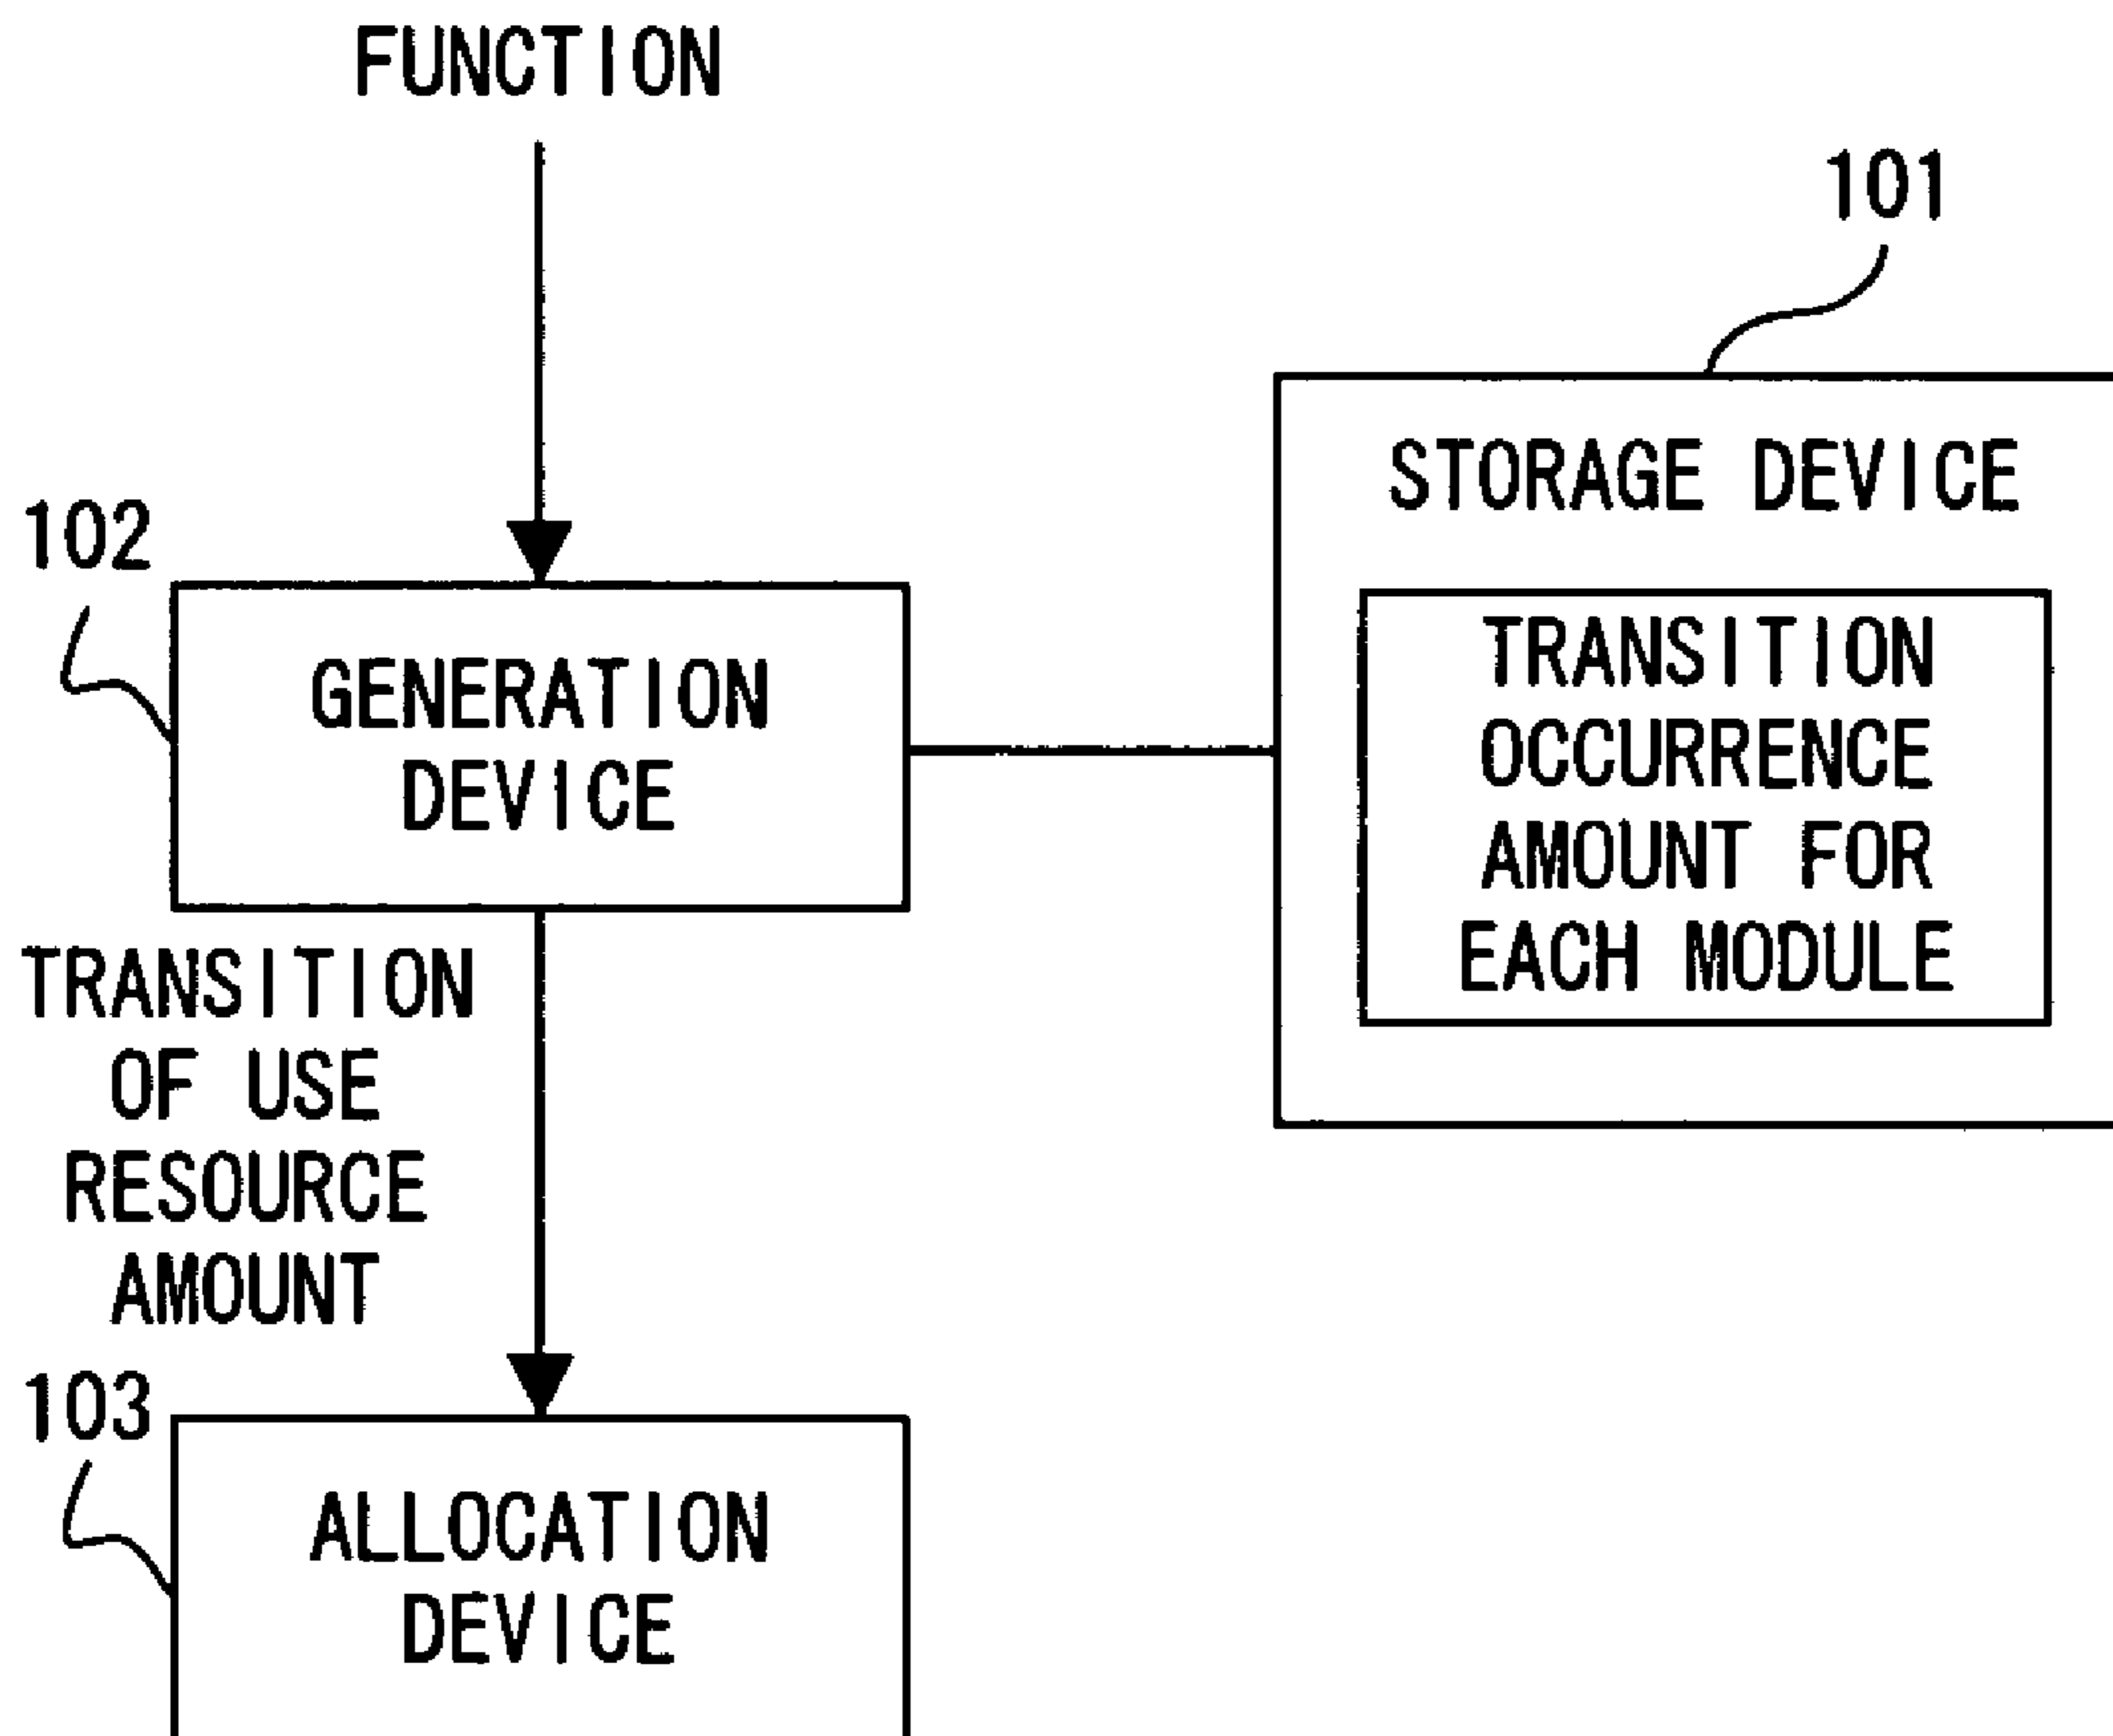 FUNCTION
101
STORAGE DEVICE
102
TRANSITION
OCCURRENCE
AMOUNT FOR
EACH MODULE
GENERATION
DEVICE
TRANSITION
OF USE
RESOURCE
AMOUNT
103
ALLOCATION
DEVICE